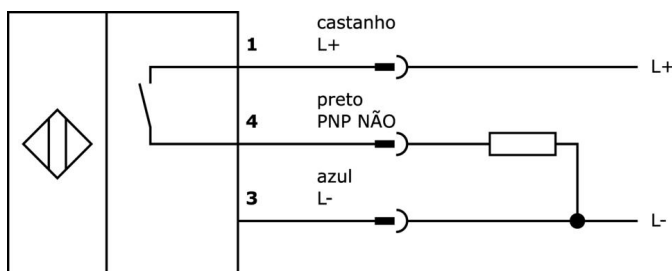 castanho
1 L+ L+
preto
4 PNP NÃO
azul
3 L- L-